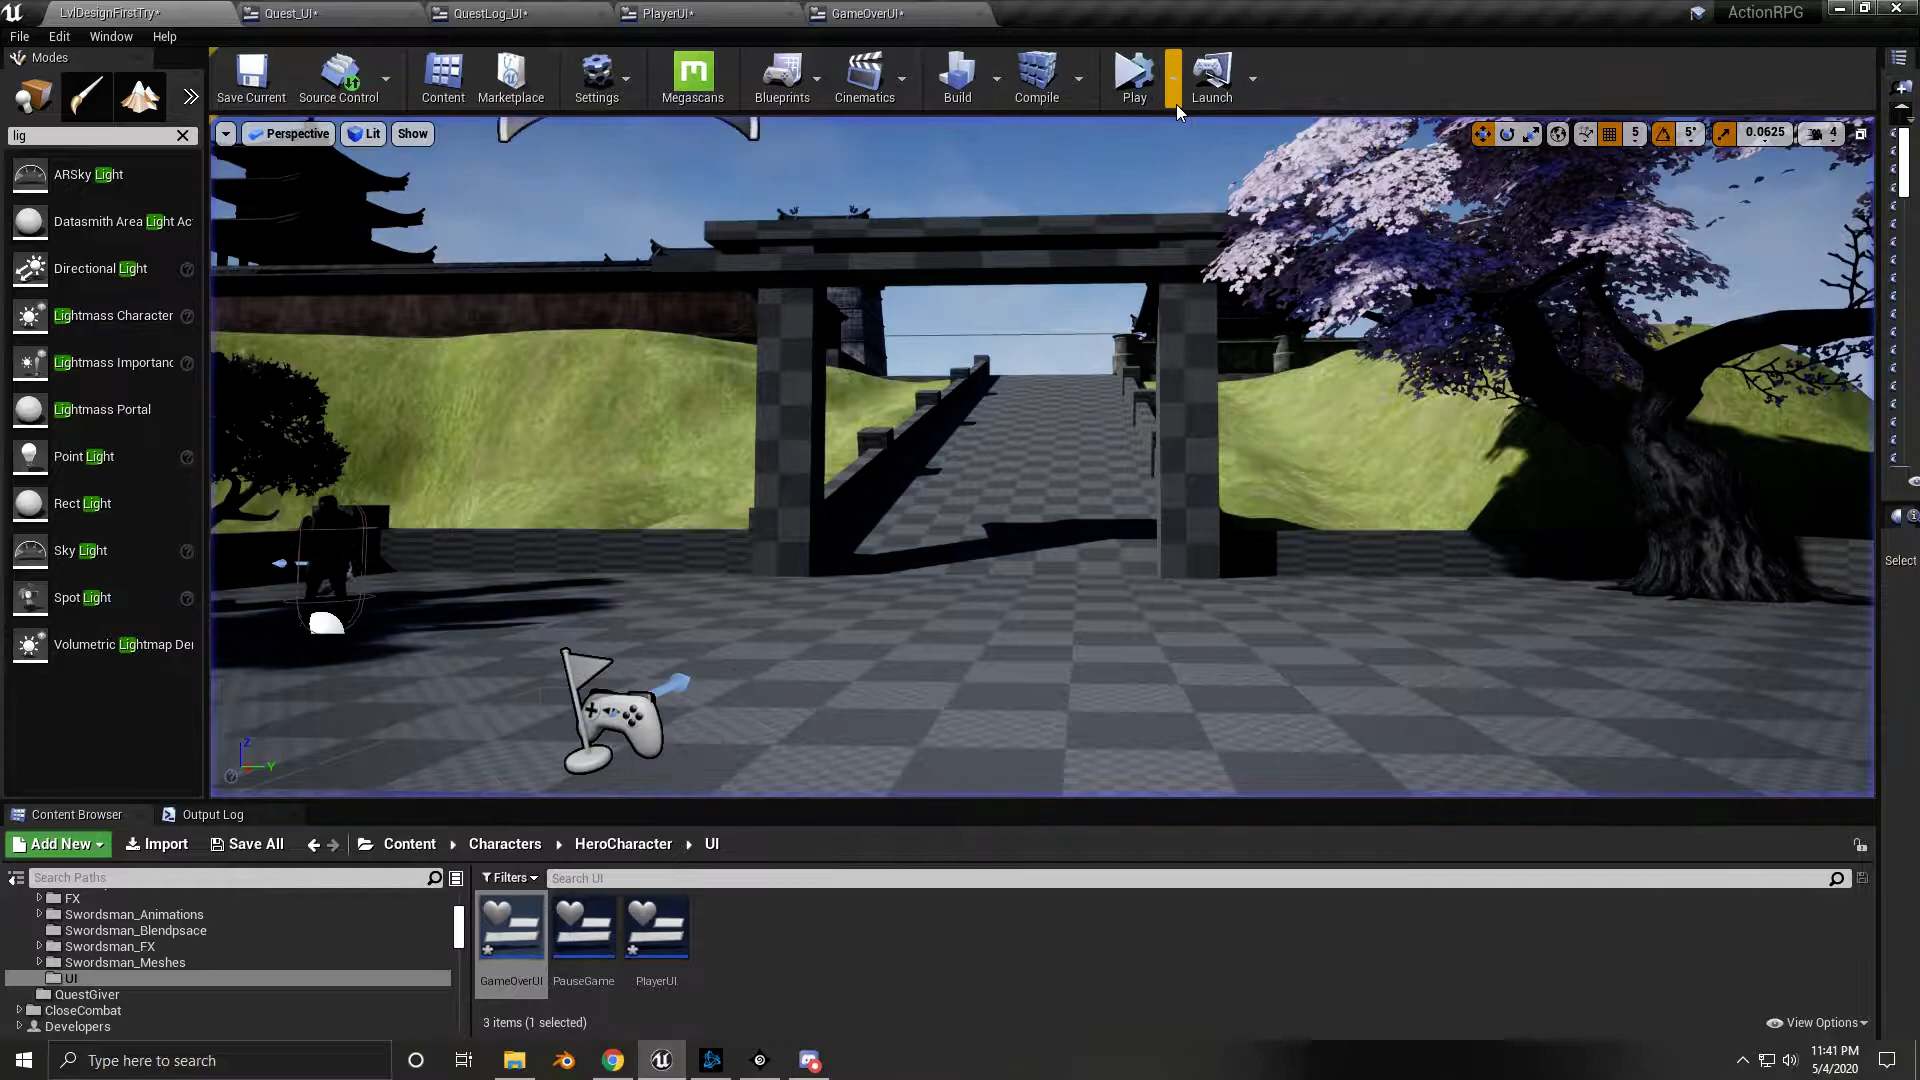 LvlDesignFirstTry*
Quest_UI*
QuestLog_UI*
PlayerUI*
GameOverUI*
ActionRPG
File Edit Window Help
Modes
Save Current
Source Control
Content
Marketplace
Settings
Megascans
Blueprints
Cinematics
Build
Compile
Play
Launch
lig
Perspective
Lit
Show
5
5°
0.0625
4
ARSky Light
Datasmith Area Light Ac
Directional Light
Lightmass Character
Lightmass Importanc
Lightmass Portal
Point Light
Rect Light
Sky Light
Spot Light
Volumetric Lightmap Den
Z
Y
Select
Content Browser
Output Log
Add New
Import
Save All
Content
Characters
HeroCharacter
UI
Search Paths
Filters
Search UI
FX
Swordsman_Animations
Swordsman_Blendpsace
Swordsman_FX
Swordsman_Meshes
UI
QuestGiver
CloseCombat
Developers
GameOverUI
PauseGame
PlayerUI
3 items (1 selected)
View Options
Type here to search
11:41 PM
5/4/2020